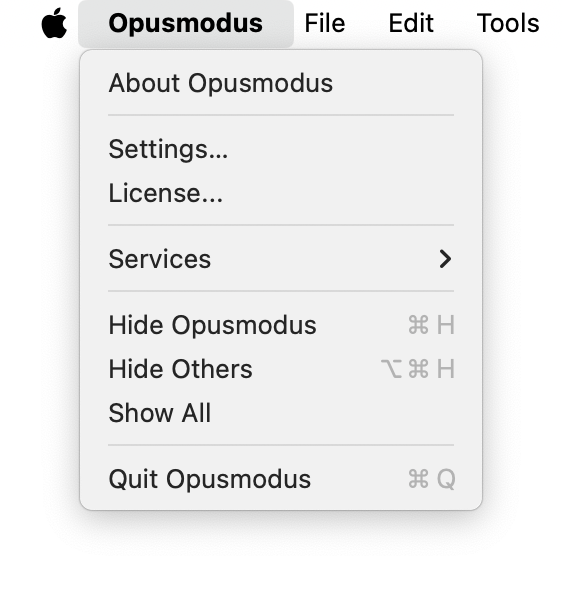 Opusmodus File Edit Tools
About Opusmodus
Settings...
License...
Services
Hide Opusmodus ⌘ H
Hide Others ⌥ ⌘ H
Show All
Quit Opusmodus ⌘ Q